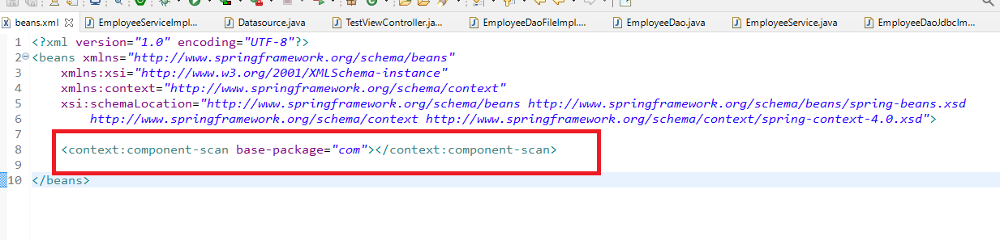 beans.xml EmployeeServiceImpl... Datasource.java TestViewController.ja... EmployeeDaoFileImpl.... EmployeeDao.java EmployeeService.java EmployeeDaoJdbcIm...
1 <?xml version="1.0" encoding="UTF-8"?>
2 <beans xmlns="http://www.springframework.org/schema/beans"
3 xmlns:xsi="http://www.w3.org/2001/XMLSchema-instance"
4 xmlns:context="http://www.springframework.org/schema/context"
5 xsi:schemaLocation="http://www.springframework.org/schema/beans http://www.springframework.org/schema/beans/spring-beans.xsd
6 http://www.springframework.org/schema/context http://www.springframework.org/schema/context/spring-context-4.0.xsd">
7
8 <context:component-scan base-package="com"></context:component-scan>
9
10 </beans>